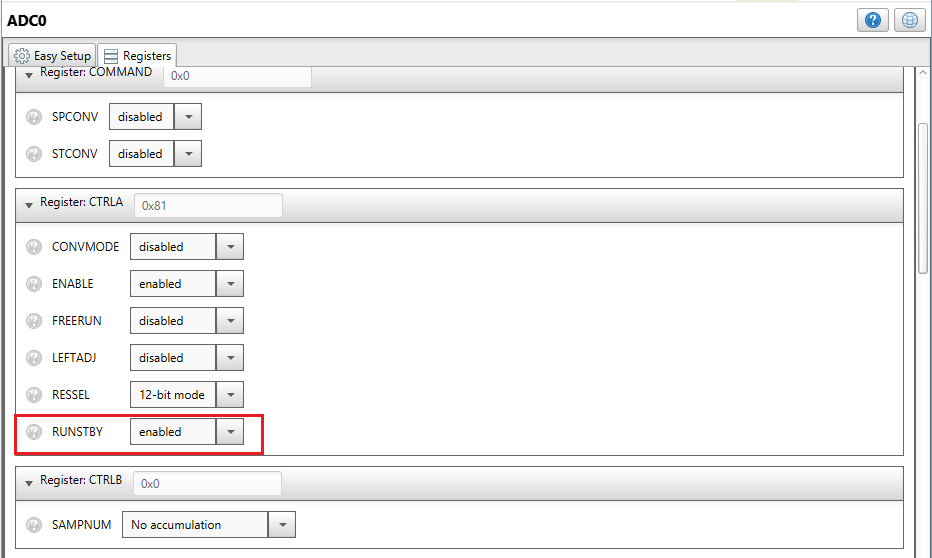 ADC0
Easy Setup
Registers
Register: COMMAND 0x0
SPCONV disabled
STCONV disabled
Register: CTRLA 0x81
CONVMODE disabled
ENABLE enabled
FREERUN disabled
LEFTADJ disabled
RESSEL 12-bit mode
RUNSTBY enabled
Register: CTRLB 0x0
SAMPNUM No accumulation